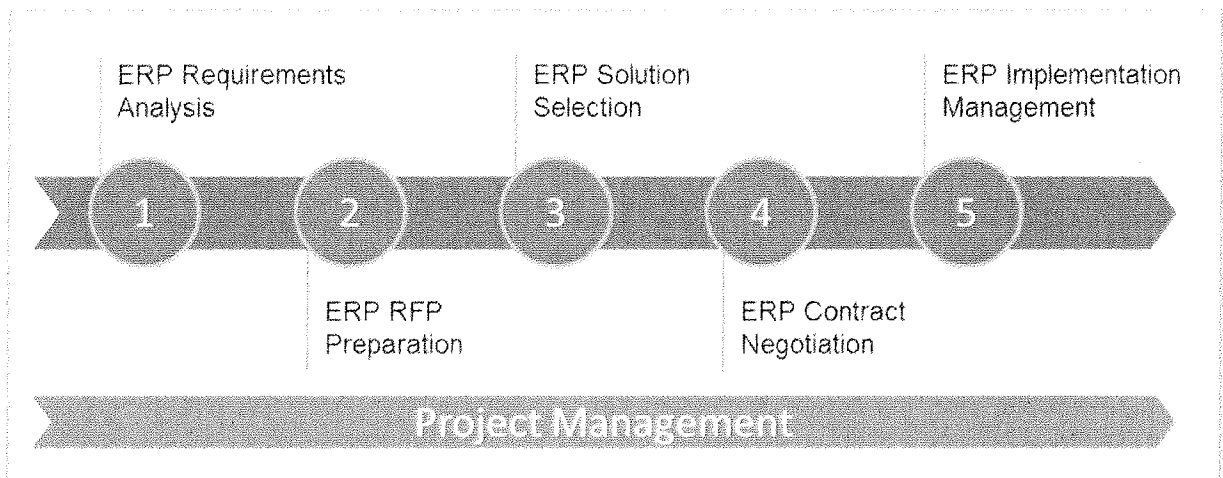 ERP Requirements
Analysis
ERP Solution
Selection
ERP Implementation
Management
1
2
3
4
5
ERP RFP
Preparation
ERP Contract
Negotiation
Project Management